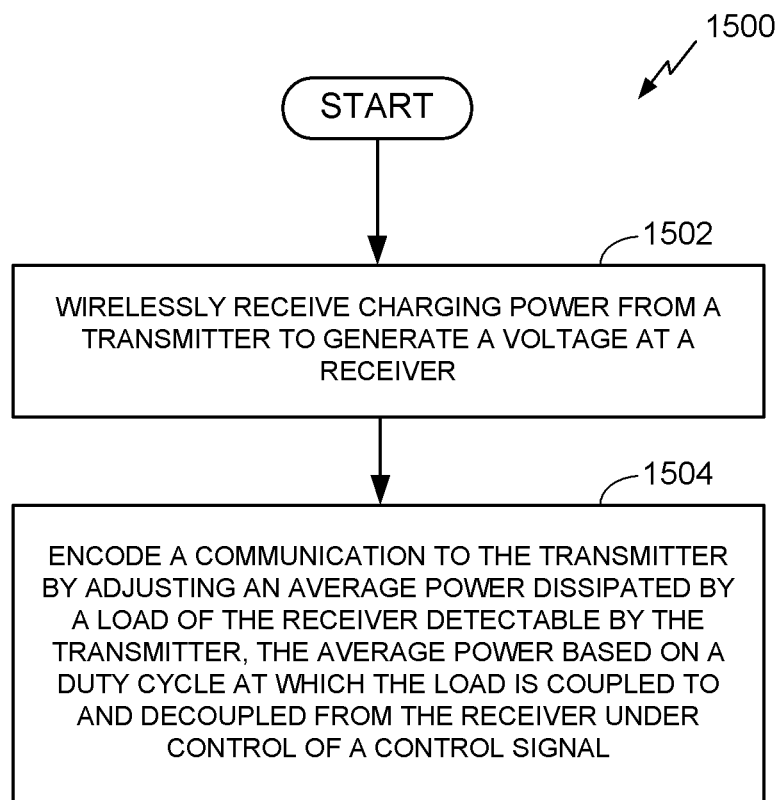 1500
START
1502
WIRELESSLY RECEIVE CHARGING POWER FROM A
TRANSMITTER TO GENERATE A VOLTAGE AT A
RECEIVER
1504
ENCODE A COMMUNICATION TO THE TRANSMITTER
BY ADJUSTING AN AVERAGE POWER DISSIPATED BY
A LOAD OF THE RECEIVER DETECTABLE BY THE
TRANSMITTER, THE AVERAGE POWER BASED ON A
DUTY CYCLE AT WHICH THE LOAD IS COUPLED TO
AND DECOUPLED FROM THE RECEIVER UNDER
CONTROL OF A CONTROL SIGNAL